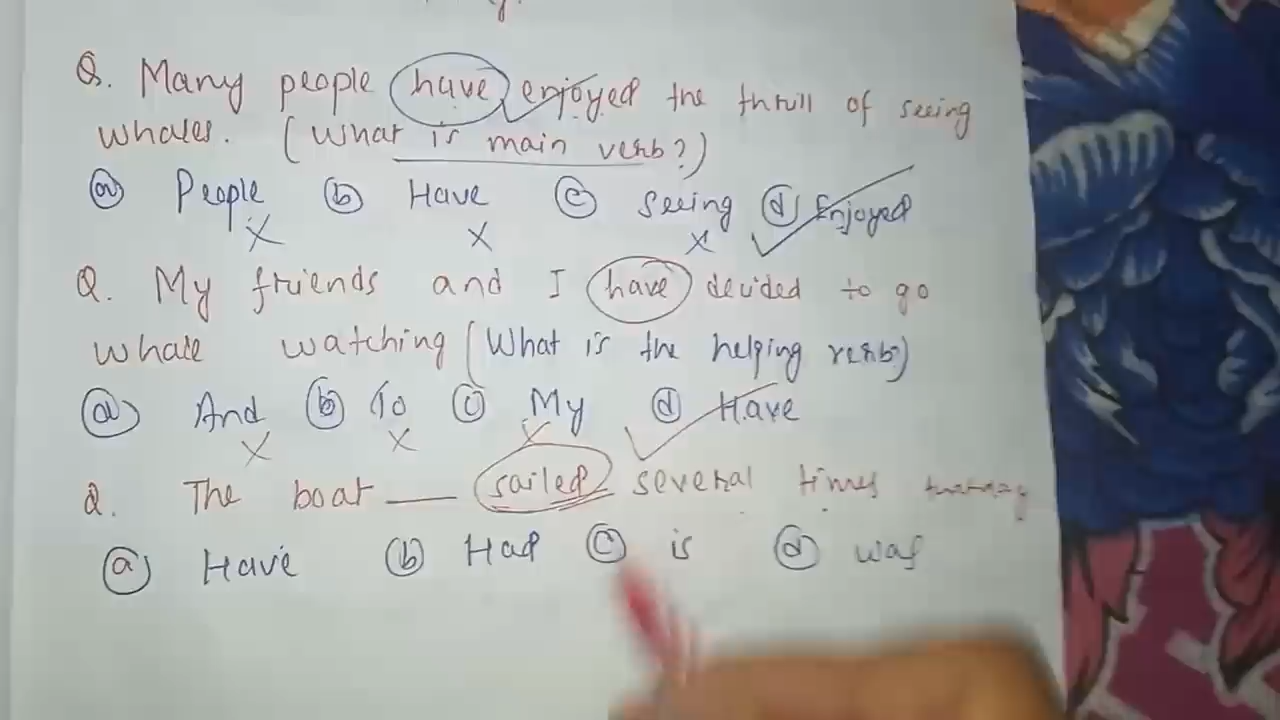 Q. Many people have enjoyed the thrill of seeing
whales. (What is main verb?)
(a) People (b) Have (c) Seeing (d) Enjoyed
Q. My friends and I have decided to go
whale watching (What is the helping verb?)
(a) And (b) To (c) My (d) Have
Q. The boat ___ sailed several times
(a) Have (b) Had (c) is (d) was